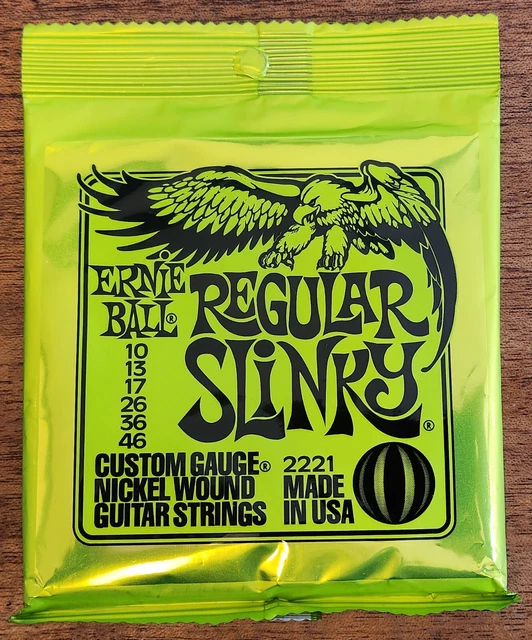 ERNiE
BALL®
REGULAR
SLiNKY®
10
13
17
26
36
46
CUSTOM GAUGE®
NICKEL WOUND
GUITAR STRINGS
2221
MADE
IN USA